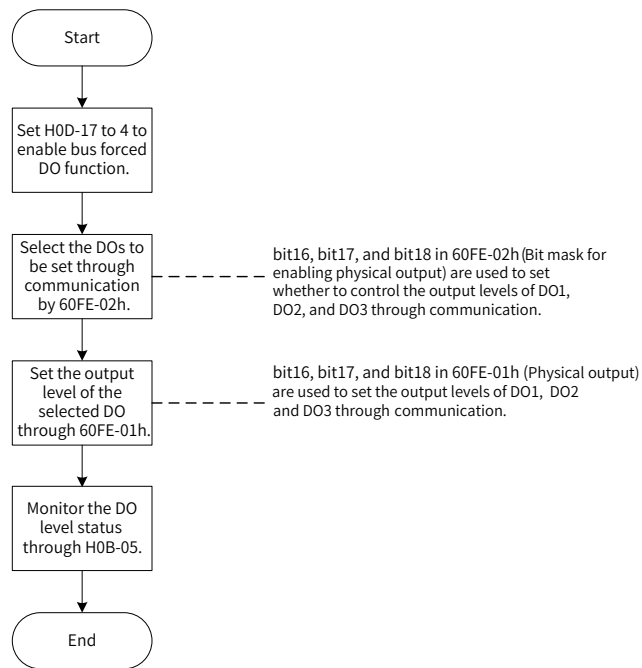 Start
Set H0D-17 to 4 to
enable bus forced
DO function.
Select the DOs to
be set through
communication
by 60FE-02h.
bit16, bit17, and bit18 in 60FE-02h (Bit mask for
enabling physical output) are used to set
whether to control the output levels of DO1,
DO2, and DO3 through communication.
Set the output
level of the
selected DO
through 60FE-01h.
bit16, bit17, and bit18 in 60FE-01h (Physical output)
are used to set the output levels of DO1, DO2
and DO3 through communication.
Monitor the DO
level status
through H0B-05.
End